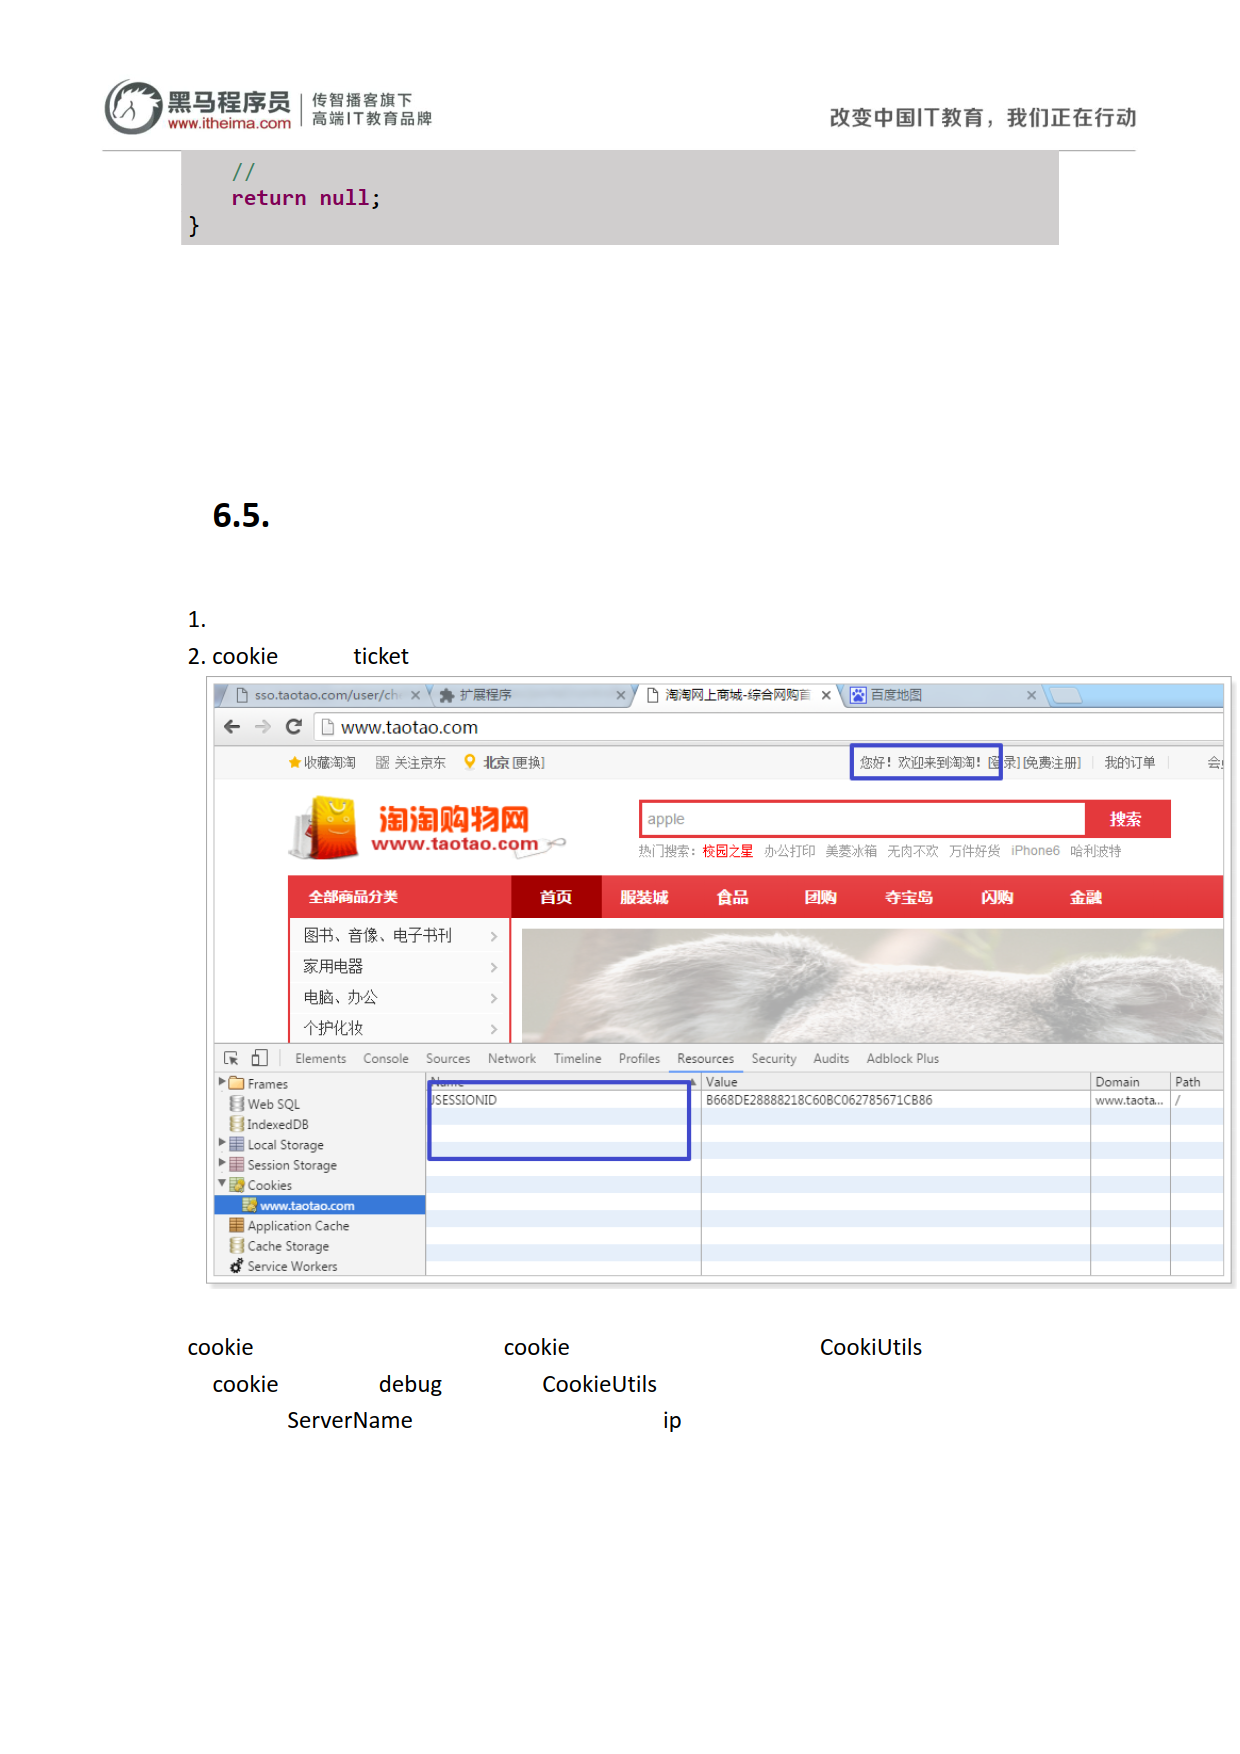 黑马程序员
www.itheima.com
传智播客旗下
高端IT教育品牌
改变中国IT教育，我们正在行动
//
return null;
}
6.5.
1.
2. cookie ticket
sso.taotao.com/user/ch
扩展程序
淘淘网上商城-综合网购首
百度地图
www.taotao.com
收藏淘淘 关注京东 北京 [更换]
您好！欢迎来到淘淘！[登录] [免费注册] 我的订单
淘淘购物网
www.taotao.com
apple 搜索
热门搜索： 校园之星 办公打印 美菱冰箱 无肉不欢 万件好货 iPhone6 哈利波特
全部商品分类 首页 服装城 食品 团购 夺宝岛 闪购 金融
图书、音像、电子书刊
家用电器
电脑、办公
个护化妆
Elements Console Sources Network Timeline Profiles Resources Security Audits Adblock Plus
Frames
Web SQL
IndexedDB
Local Storage
Session Storage
Cookies
www.taotao.com
Application Cache
Cache Storage
Service Workers
Name Value Domain Path
JSESSIONID B668DE28888218C60BC062785671CB86 www.taota... /
cookie cookie CookiUtils
cookie debug CookieUtils
ServerName ip